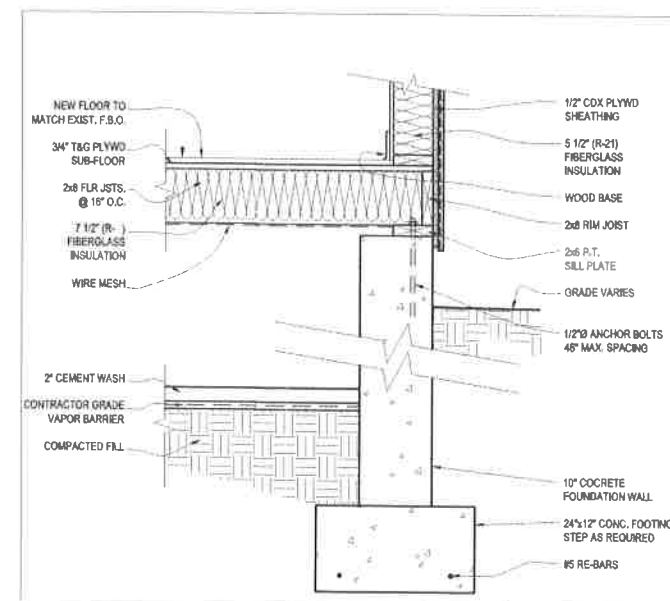 NEW FLOOR TO
MATCH EXIST. F.B.O.
3/4" T&G PLYWD
SUB-FLOOR
2x8 FLR JSTS.
@ 16" O.C.
7 1/2" (R- )
FIBERGLASS
INSULATION
WIRE MESH
2" CEMENT WASH
CONTRACTOR GRADE
VAPOR BARRIER
COMPACTED FILL
1/2" CDX PLYWD
SHEATHING
5 1/2" (R-21)
FIBERGLASS
INSULATION
WOOD BASE
2x8 RIM JOIST
2x6 P.T.
SILL PLATE
GRADE VARIES
1/2"Ø ANCHOR BOLTS
48" MAX. SPACING
10" COCRETE
FOUNDATION WALL
24"x12" CONC. FOOTING
STEP AS REQUIRED
#5 RE-BARS